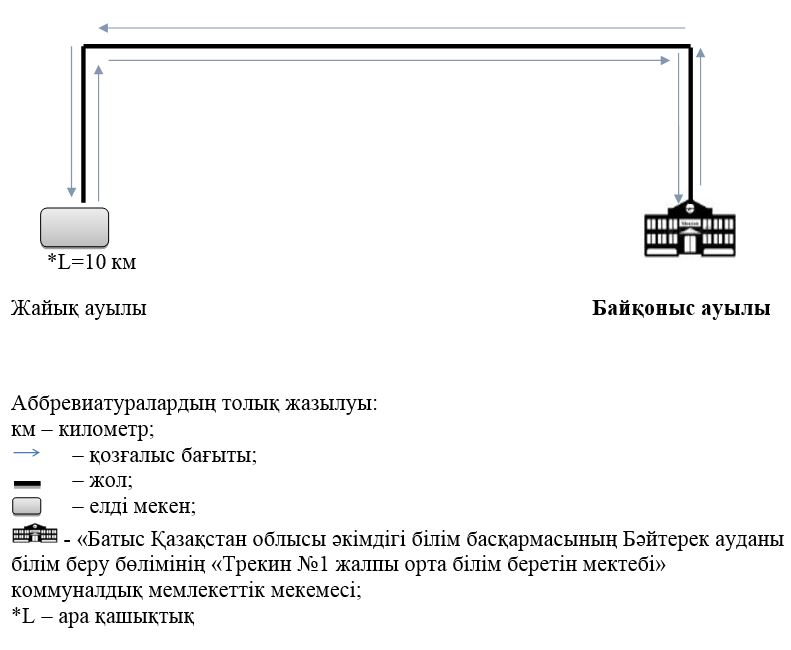 *L=10 км
Жайық ауылы Байқоныс ауылы
Аббревиатуралардың толық жазылуы:
км – километр;
– қозғалыс бағыты;
– жол;
– елді мекен;
- «Батыс Қазақстан облысы әкімдігі білім басқармасының Бәйтерек ауданы
білім беру бөлімінің «Трекин №1 жалпы орта білім беретін мектебі»
коммуналдық мемлекеттік мекемесі;
*L – ара қашықтық